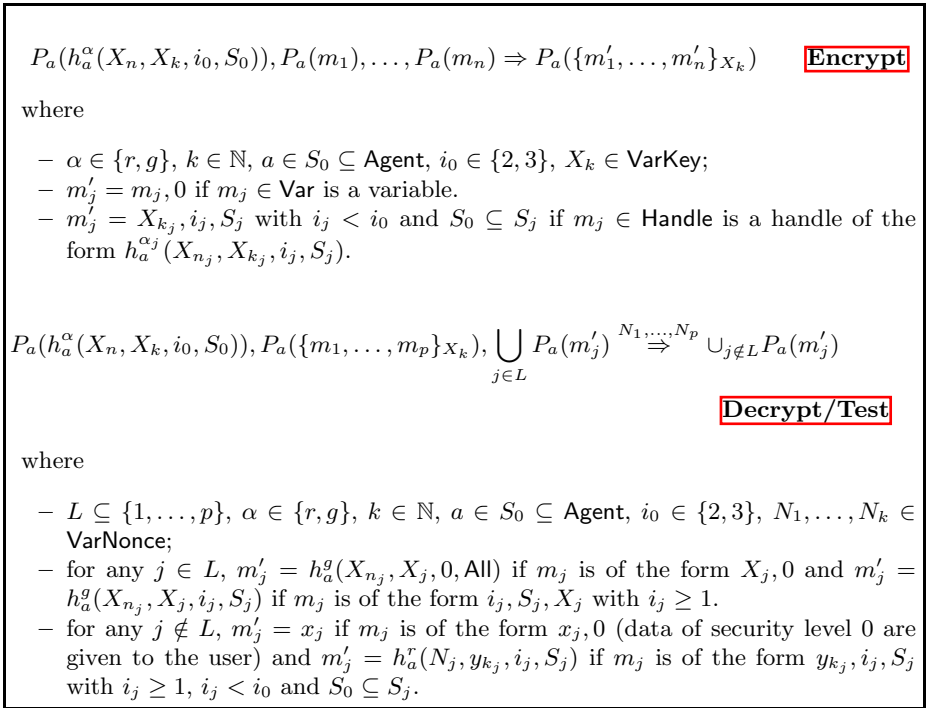 P_a(h_a^α(X_n, X_k, i_0, S_0)), P_a(m_1), …, P_a(m_n) ⇒ P_a({m'_1, …, m'_n}_{X_k}) Encrypt
where
– α ∈ {r, g}, k ∈ ℕ, a ∈ S_0 ⊆ Agent, i_0 ∈ {2, 3}, X_k ∈ VarKey;
– m'_j = m_j, 0 if m_j ∈ Var is a variable.
– m'_j = X_{k_j}, i_j, S_j with i_j < i_0 and S_0 ⊆ S_j if m_j ∈ Handle is a handle of the
form h_a^{α_j}(X_{n_j}, X_{k_j}, i_j, S_j).
P_a(h_a^α(X_n, X_k, i_0, S_0)), P_a({m_1, …, m_p}_{X_k}), ⋃_{j∈L} P_a(m'_j) ⇒^{N_1,…,N_p} ∪_{j∉L} P_a(m'_j)
Decrypt/Test
where
– L ⊆ {1, …, p}, α ∈ {r, g}, k ∈ ℕ, a ∈ S_0 ⊆ Agent, i_0 ∈ {2, 3}, N_1, …, N_k ∈
VarNonce;
– for any j ∈ L, m'_j = h_a^g(X_{n_j}, X_j, 0, All) if m_j is of the form X_j, 0 and m'_j =
h_a^g(X_{n_j}, X_j, i_j, S_j) if m_j is of the form i_j, S_j, X_j with i_j ≥ 1.
– for any j ∉ L, m'_j = x_j if m_j is of the form x_j, 0 (data of security level 0 are
given to the user) and m'_j = h_a^r(N_j, y_{k_j}, i_j, S_j) if m_j is of the form y_{k_j}, i_j, S_j
with i_j ≥ 1, i_j < i_0 and S_0 ⊆ S_j.